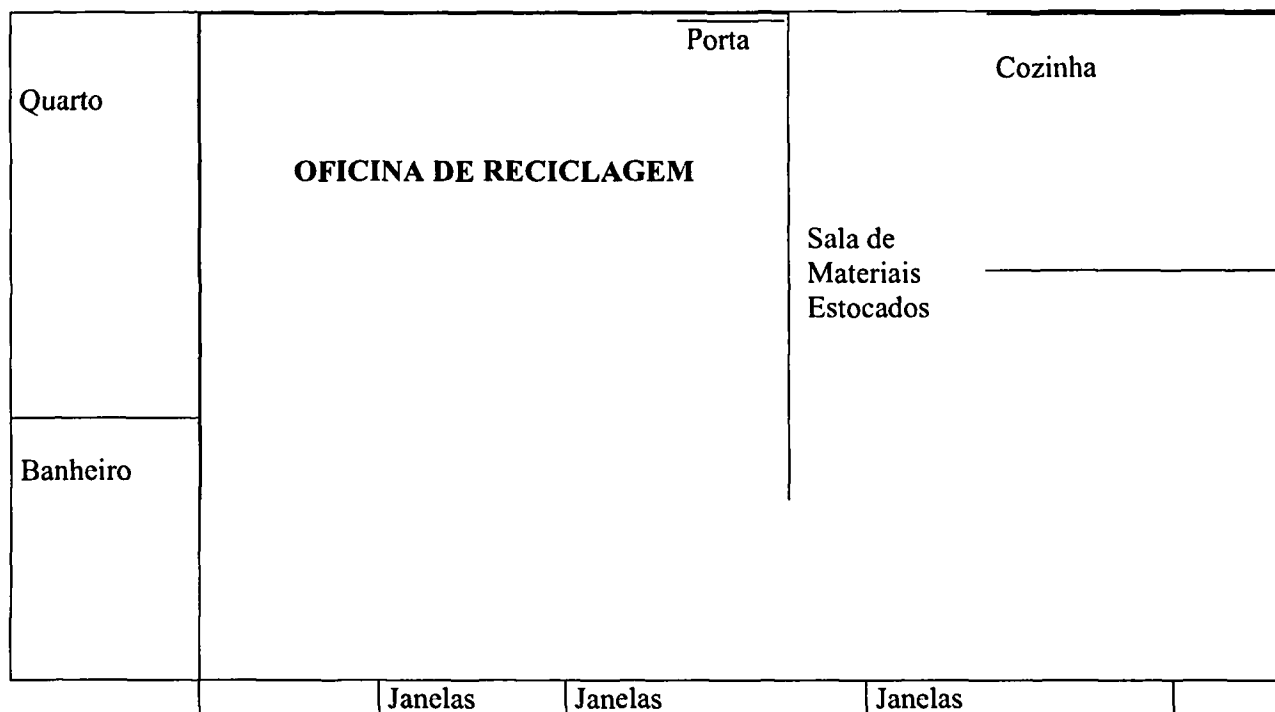 Porta
Cozinha
Quarto
OFICINA DE RECICLAGEM
Sala de
Materiais
Estocados
Banheiro
Janelas
Janelas
Janelas